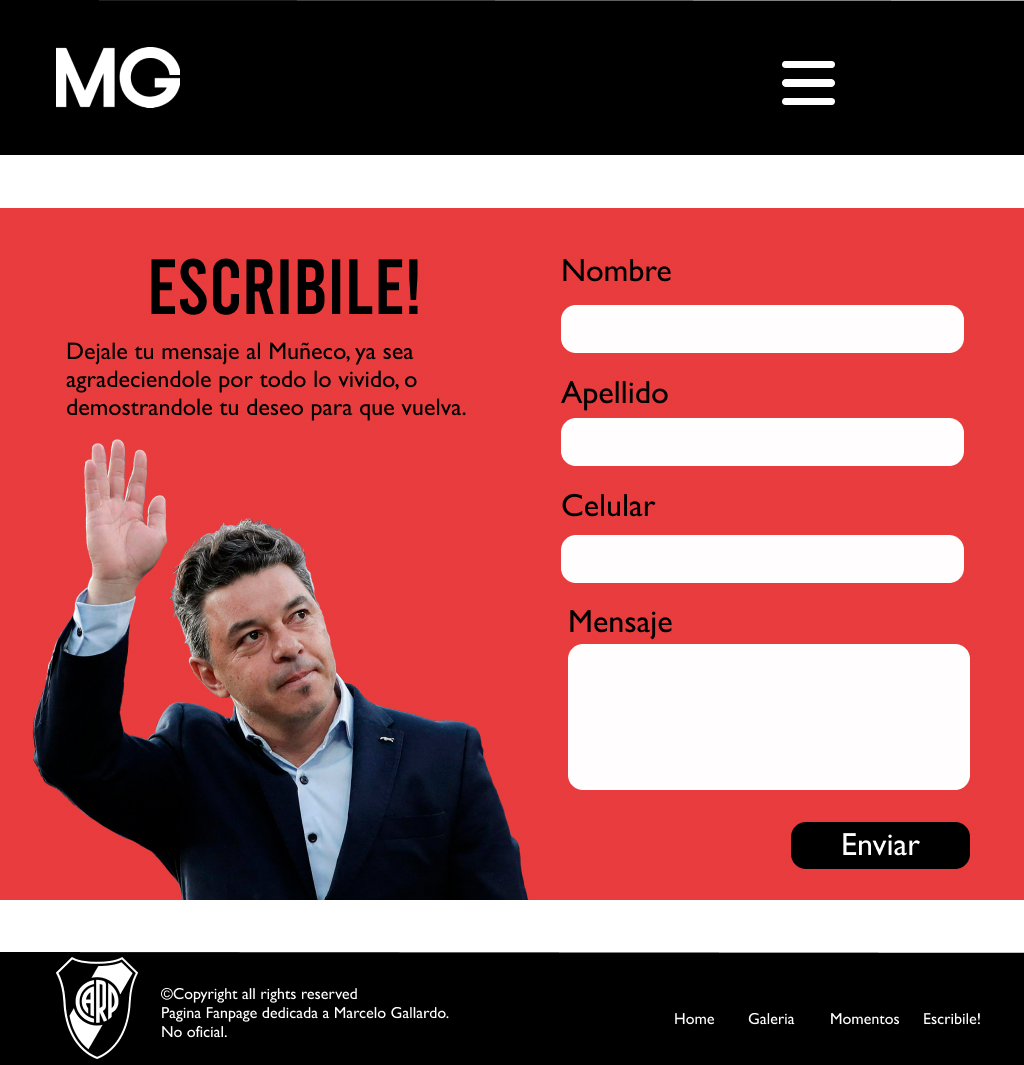 MG
ESCRIBILE!
Dejale tu mensaje al Muñeco, ya sea
agradeciendole por todo lo vivido, o
demostrandole tu deseo para que vuelva.
Nombre
Apellido
Celular
Mensaje
Enviar
CARP
©Copyright all rights reserved
Pagina Fanpage dedicada a Marcelo Gallardo.
No oficial.
Home Galeria Momentos Escribile!